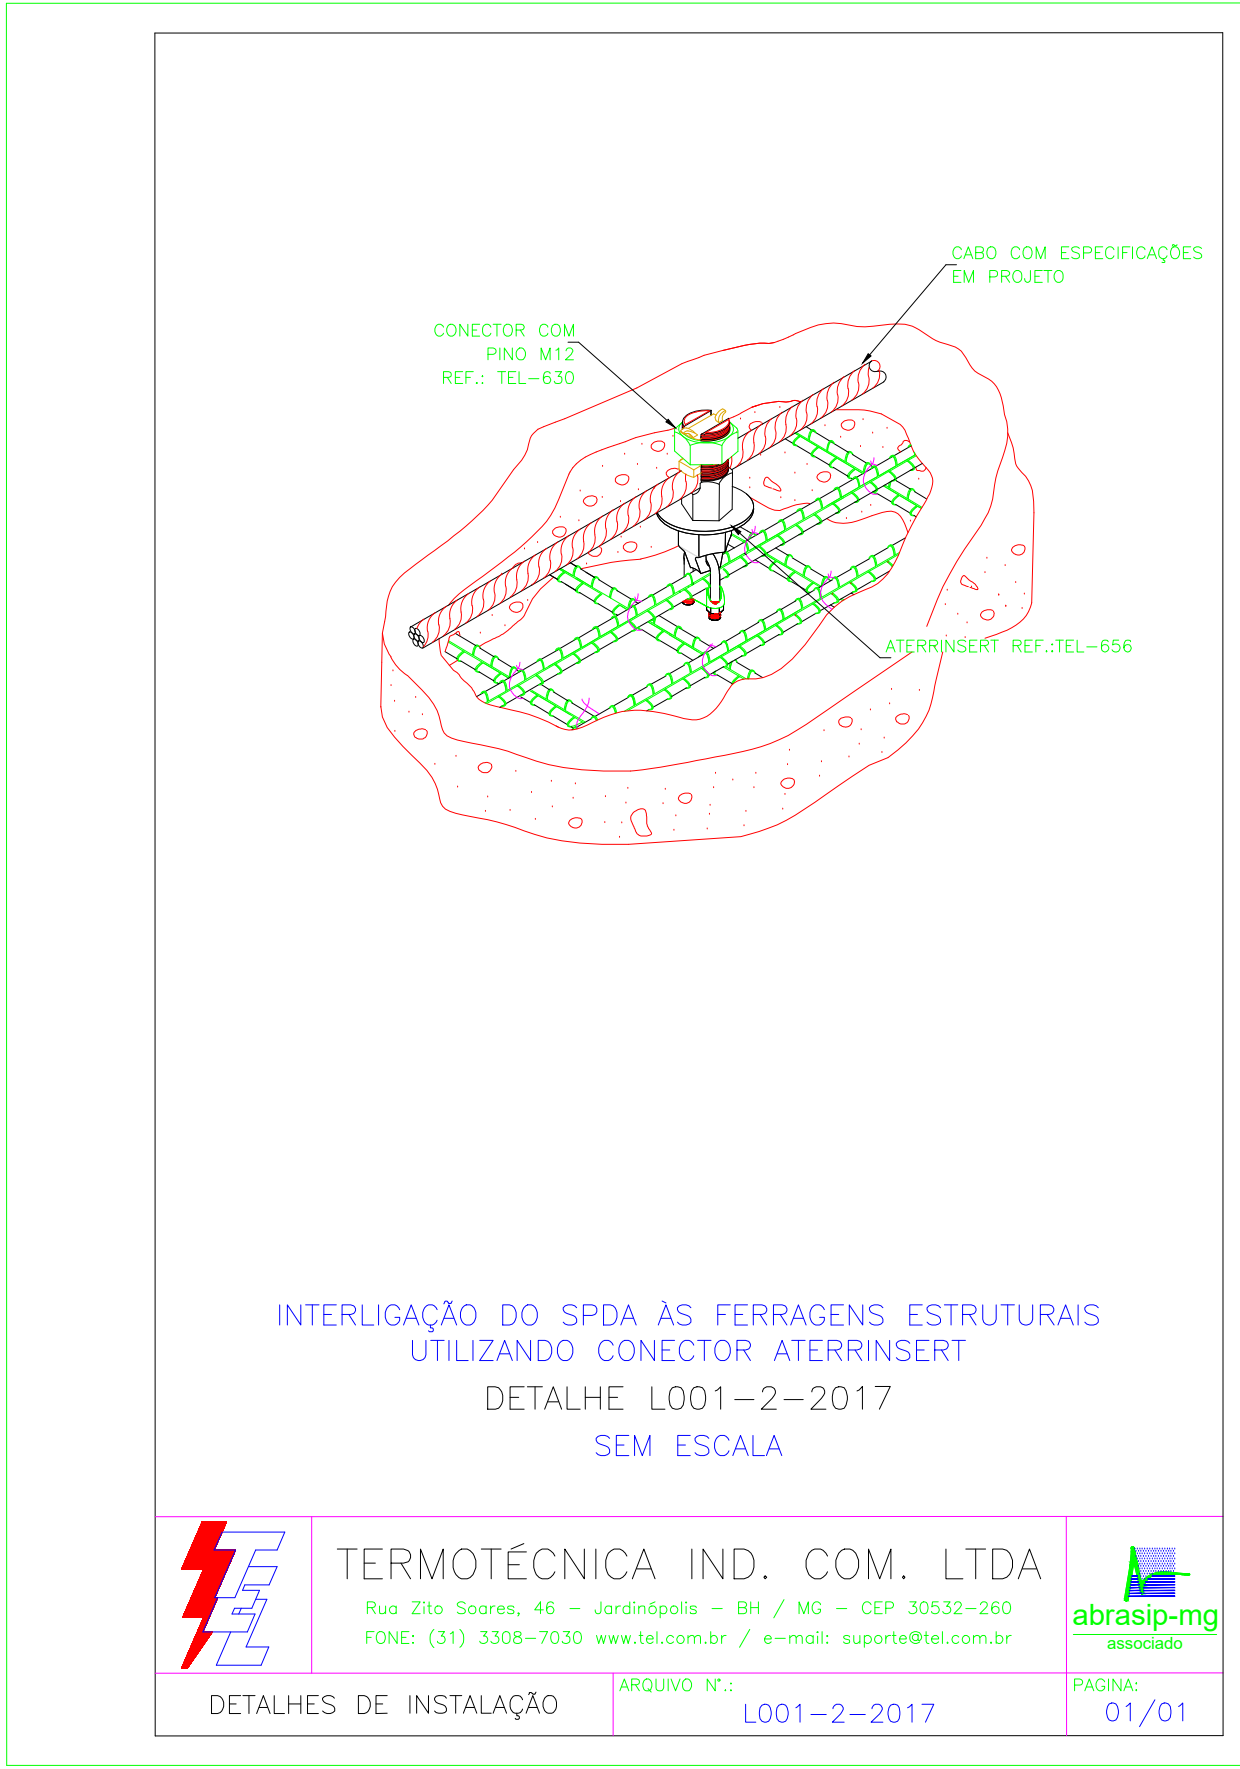 CABO COM ESPECIFICAÇÕES
EM PROJETO
CONECTOR COM
PINO M12
REF.: TEL-630
ATERRINSERT REF.:TEL-656
INTERLIGAÇÃO DO SPDA ÀS FERRAGENS ESTRUTURAIS
UTILIZANDO CONECTOR ATERRINSERT
DETALHE L001-2-2017
SEM ESCALA
TEL
TERMOTÉCNICA IND. COM. LTDA
Rua Zito Soares, 46 - Jardinópolis - BH / MG - CEP 30532-260
FONE: (31) 3308-7030 www.tel.com.br / e-mail: suporte@tel.com.br
abrasip-mg
associado
DETALHES DE INSTALAÇÃO
ARQUIVO N°.:
L001-2-2017
PAGINA:
01/01